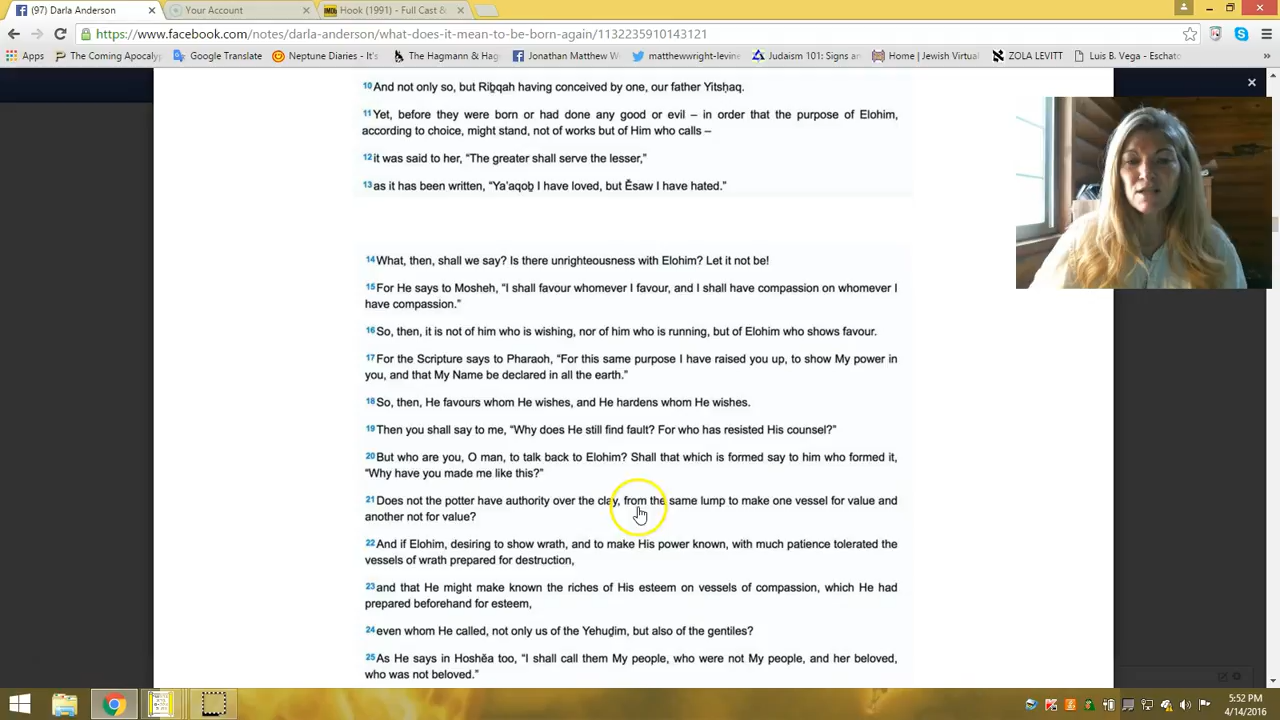 (97) Darla Anderson
Your Account
Hook (1991) - Full Cast &
https://www.facebook.com/notes/darla-anderson/what-does-it-mean-to-be-born-again/1132235910143121
Apps
The Coming Apocalyp
Google Translate
Neptune Diaries: O
The Hagmann & Hag
Jonathan Matthew W
matthewwright-levine
Judaism 101: Signs an
Home | Jewish Virtual
ZOLA LEVITT
Luis B. Vega - Eschato
10 And not only so, but Riḇqah having conceived by one, our father Yitsḥaq.
11 Yet, before they were born or had done any good or evil – in order that the purpose of Elohim,
according to choice, might stand, not of works but of Him who calls –
12 it was said to her, “The greater shall serve the lesser,”
13 as it has been written, “Ya’aqoḇ I have loved, but Ěsaw I have hated.”
14 What, then, shall we say? Is there unrighteousness with Elohim? Let it not be!
15 For He says to Mosheh, “I shall favour whomever I favour, and I shall have compassion on whomever I
have compassion.”
16 So, then, it is not of him who is wishing, nor of him who is running, but of Elohim who shows favour.
17 For the Scripture says to Pharaoh, “For this same purpose I have raised you up, to show My power in
you, and that My Name be declared in all the earth.”
18 So, then, He favours whom He wishes, and He hardens whom He wishes.
19 Then you shall say to me, “Why does He still find fault? For who has resisted His counsel?”
20 But who are you, O man, to talk back to Elohim? Shall that which is formed say to him who formed it,
“Why have you made me like this?”
21 Does not the potter have authority over the clay, from the same lump to make one vessel for value and
another not for value?
22 And if Elohim, desiring to show wrath, and to make His power known, with much patience tolerated the
vessels of wrath prepared for destruction,
23 and that He might make known the riches of His esteem on vessels of compassion, which He had
prepared beforehand for esteem,
24 even whom He called, not only us of the Yehuḏim, but also of the gentiles?
25 As He says in Hoshěa too, “I shall call them My people, who were not My people, and her beloved,
who was not beloved.”
5:52 PM
4/14/2016